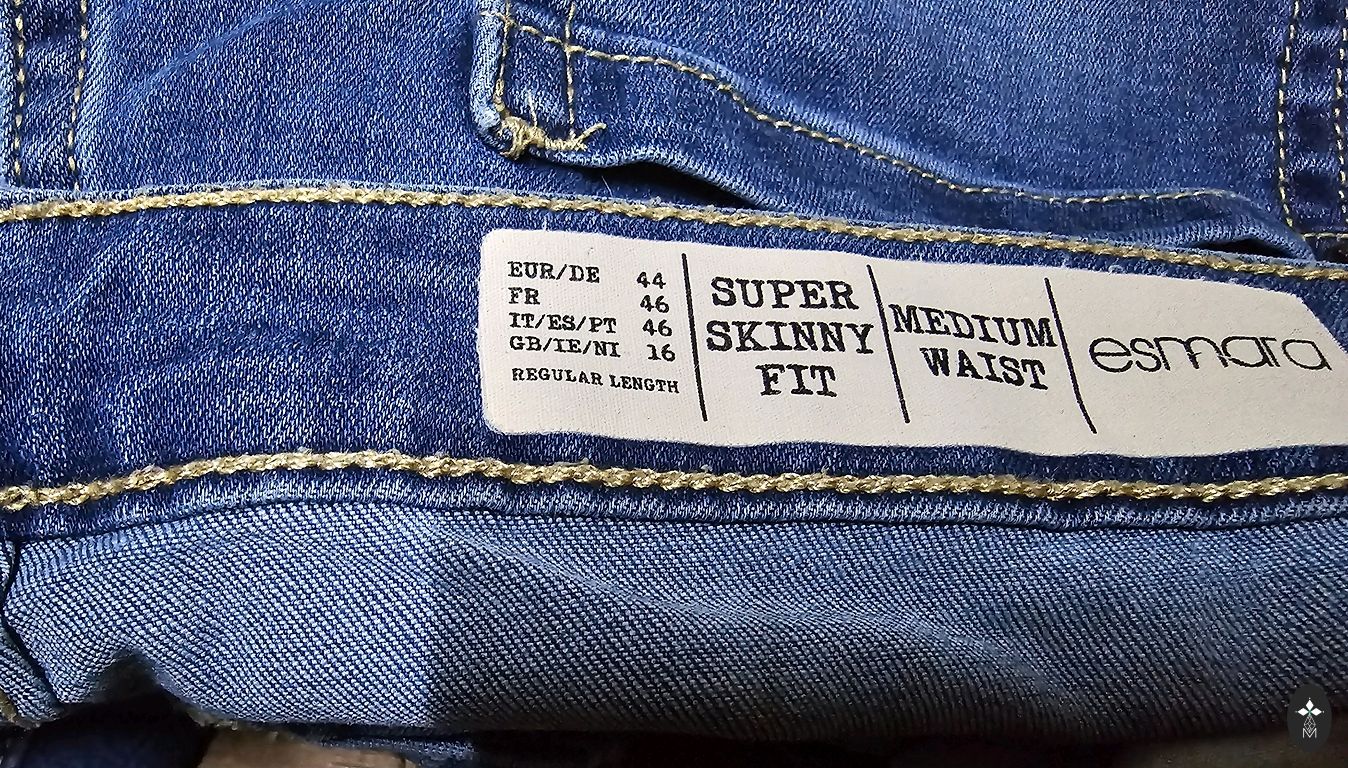 EUR/DE 44
FR 46
IT/ES/PT 46
GB/IE/NI 16
REGULAR LENGTH
SUPER
SKINNY
FIT
MEDIUM
WAIST
esmara
M